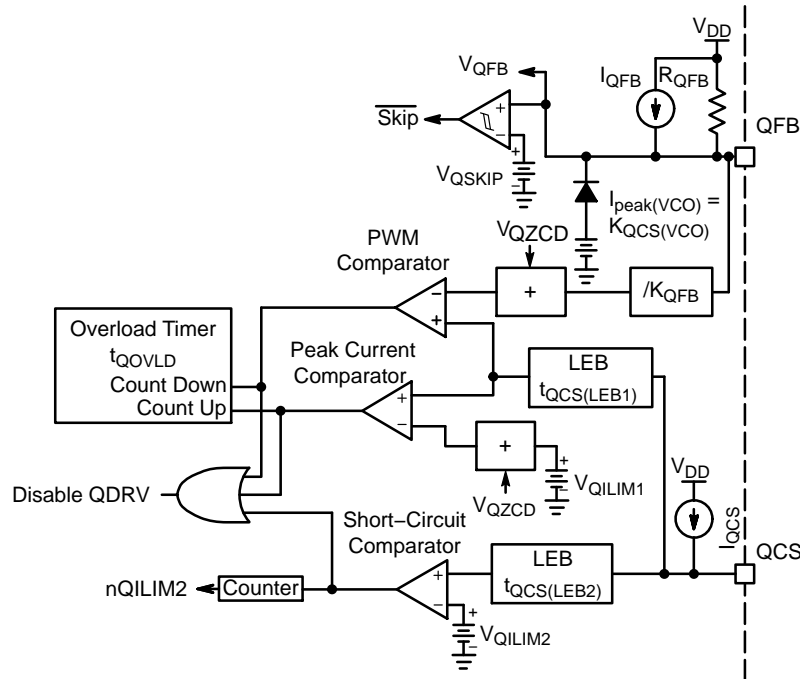 VDD
VQFB
IQFB
RQFB
Skip
QFB
+
−
+
−
VQSKIP
Ipeak(VCO) =
KQCS(VCO)
VQZCD
PWM
Comparator
−
+
+
/KQFB
Overload Timer
tQOVLD
Count Down
Count Up
Peak Current
Comparator
LEB
tQCS(LEB1)
+
−
+
+
−
VQILIM1
VQZCD
VDD
Disable QDRV
IQCS
Short−Circuit
Comparator
QCS
LEB
tQCS(LEB2)
nQILIM2
Counter
+
−
+
−
VQILIM2